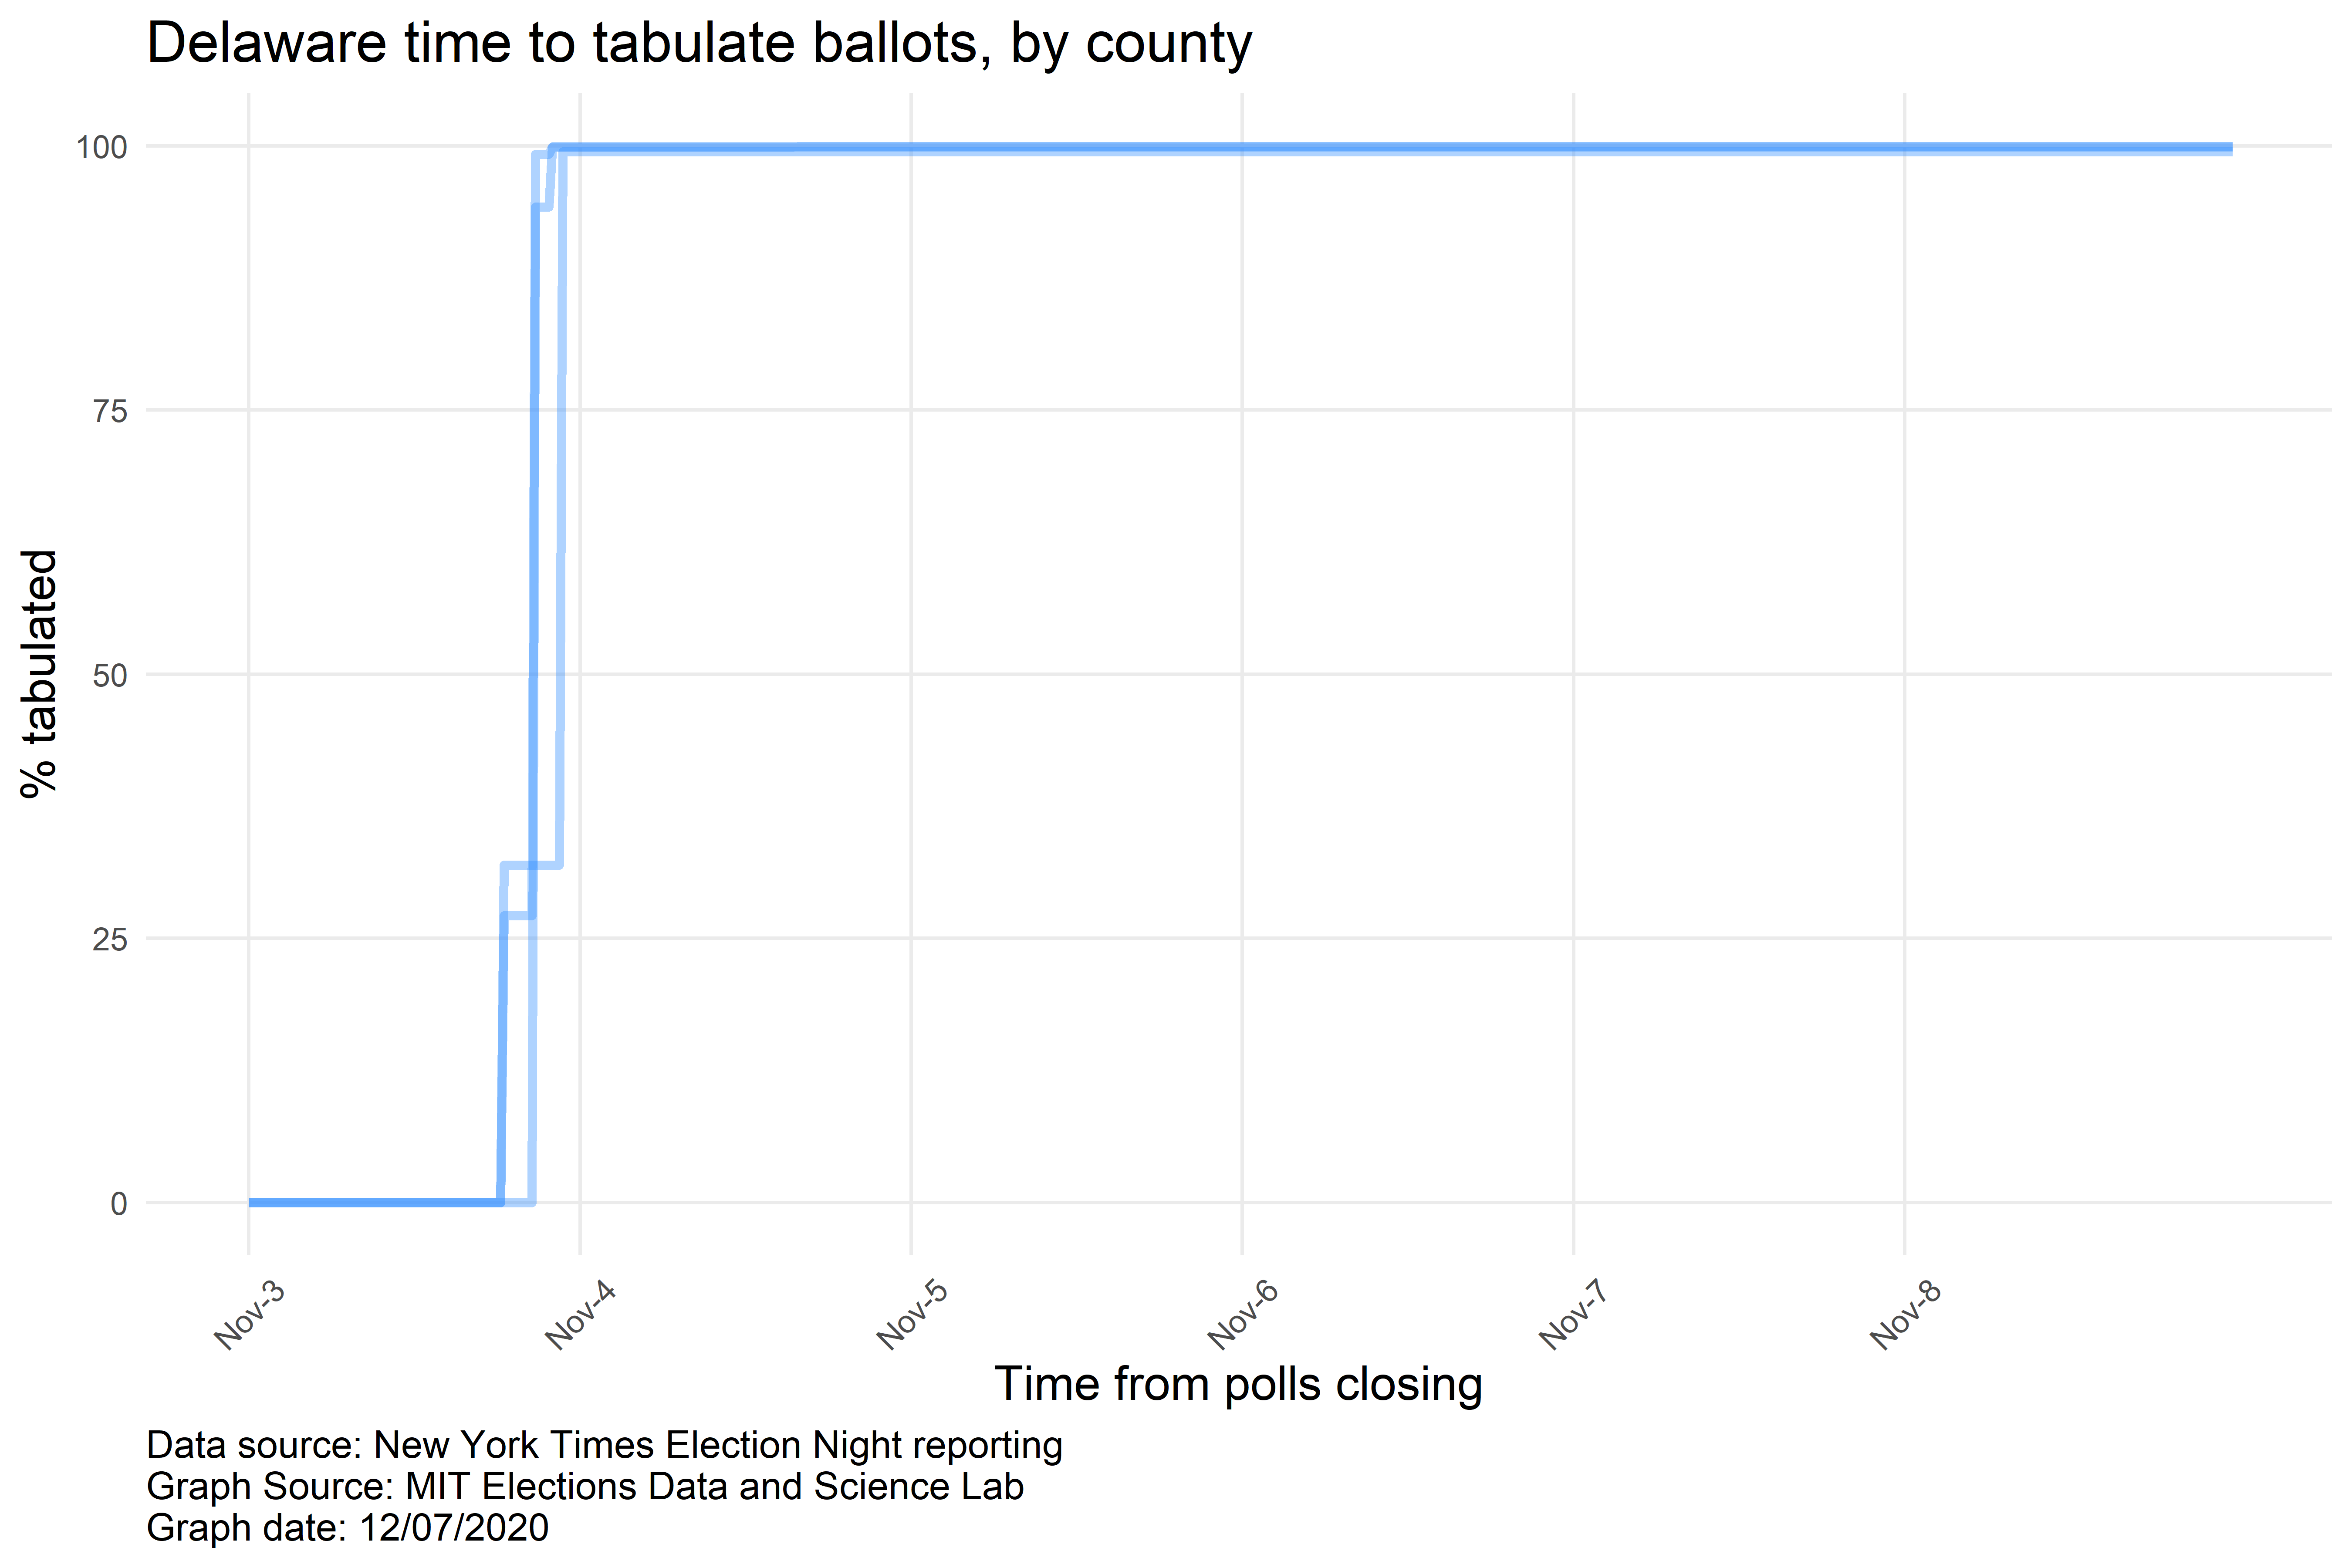 Delaware time to tabulate ballots, by county
100
75
50
25
0
% tabulated
Nov-3
Nov-4
Nov-5
Nov-6
Nov-7
Nov-8
Time from polls closing
Data source: New York Times Election Night reporting
Graph Source: MIT Elections Data and Science Lab
Graph date: 12/07/2020